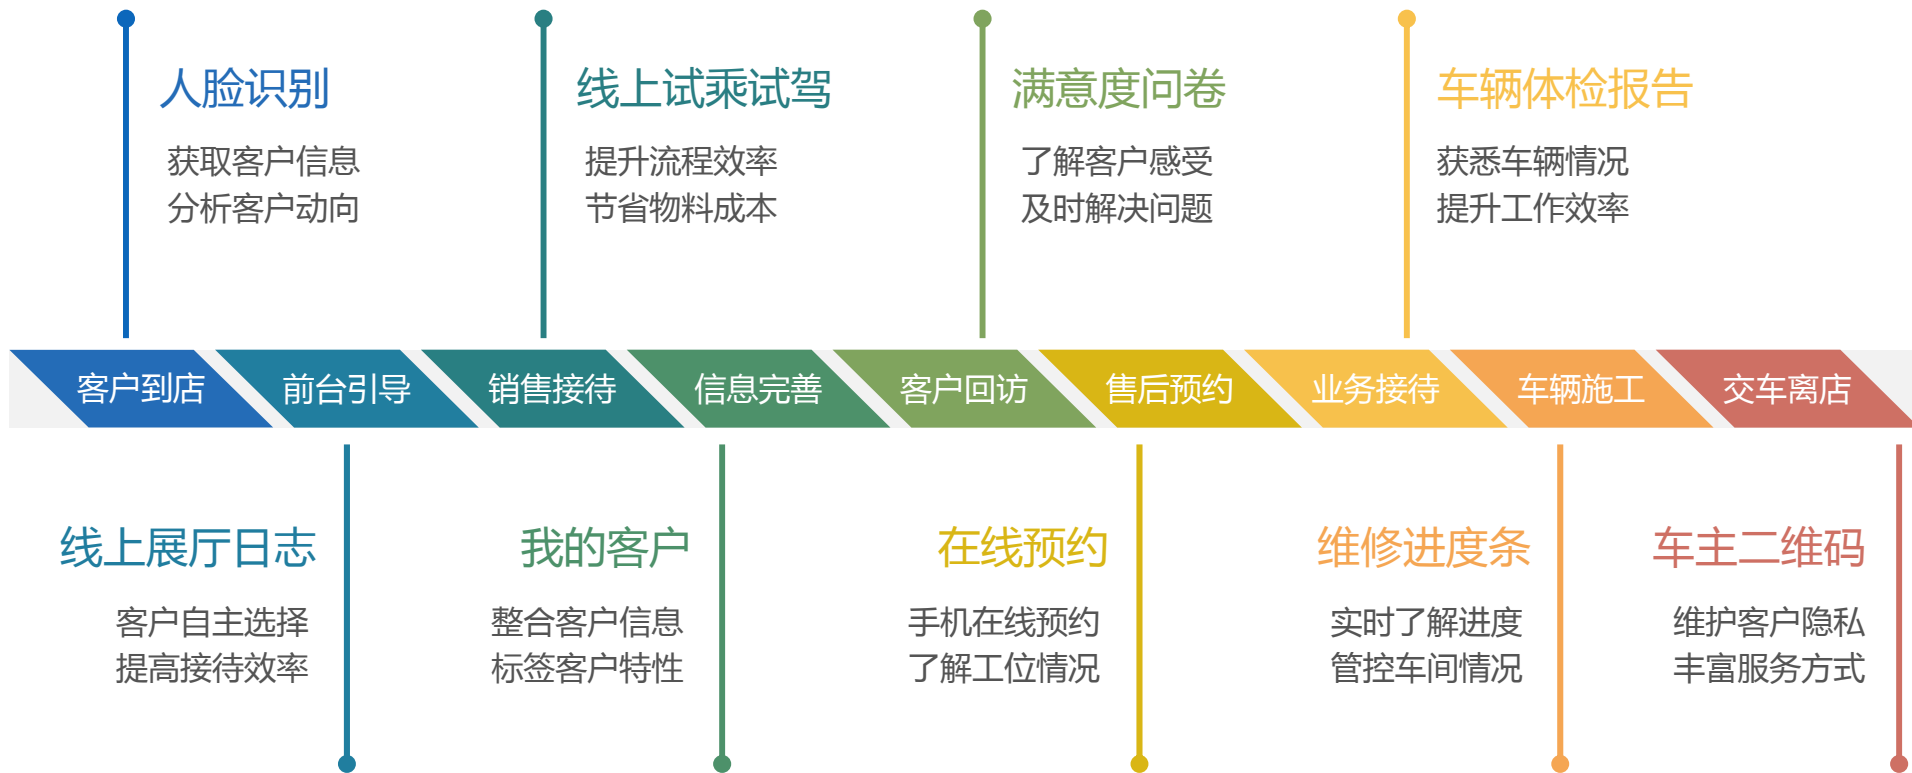 人脸识别
获取客户信息
分析客户动向
线上试乘试驾
提升流程效率
节省物料成本
满意度问卷
了解客户感受
及时解决问题
车辆体检报告
获悉车辆情况
提升工作效率
客户到店
前台引导
销售接待
信息完善
客户回访
售后预约
业务接待
车辆施工
交车离店
线上展厅日志
客户自主选择
提高接待效率
我的客户
整合客户信息
标签客户特性
在线预约
手机在线预约
了解工位情况
维修进度条
实时了解进度
管控车间情况
车主二维码
维护客户隐私
丰富服务方式